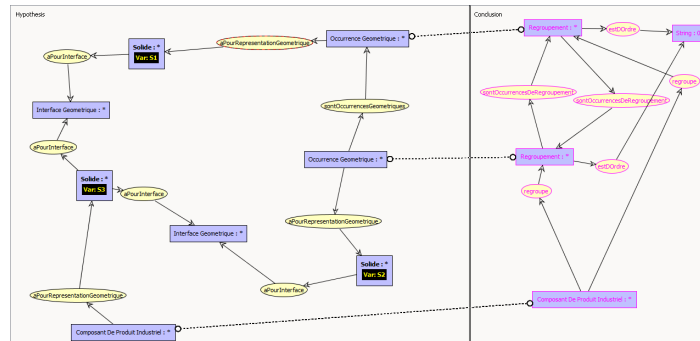 Hypothesis
Conclusion
Solide : *
Var: S1
aPourRepresentationGeometrique
Occurrence Geometrique : *
Regroupement : *
estDOrdre
String :
aPourInterface
regroupe
Interface Geometrique : *
sontOccurrencesGeometriques
sontOccurrencesDeRegroupement
sontOccurrencesDeRegroupement
aPourInterface
Occurrence Geometrique : *
Regroupement : *
estDOrdre
Solide : *
Var: S3
aPourInterface
regroupe
Interface Geometrique : *
aPourRepresentationGeometrique
Solide : *
Var: S2
aPourInterface
aPourRepresentationGeometrique
Composant De Produit Industriel : *
Composant De Produit Industriel : *